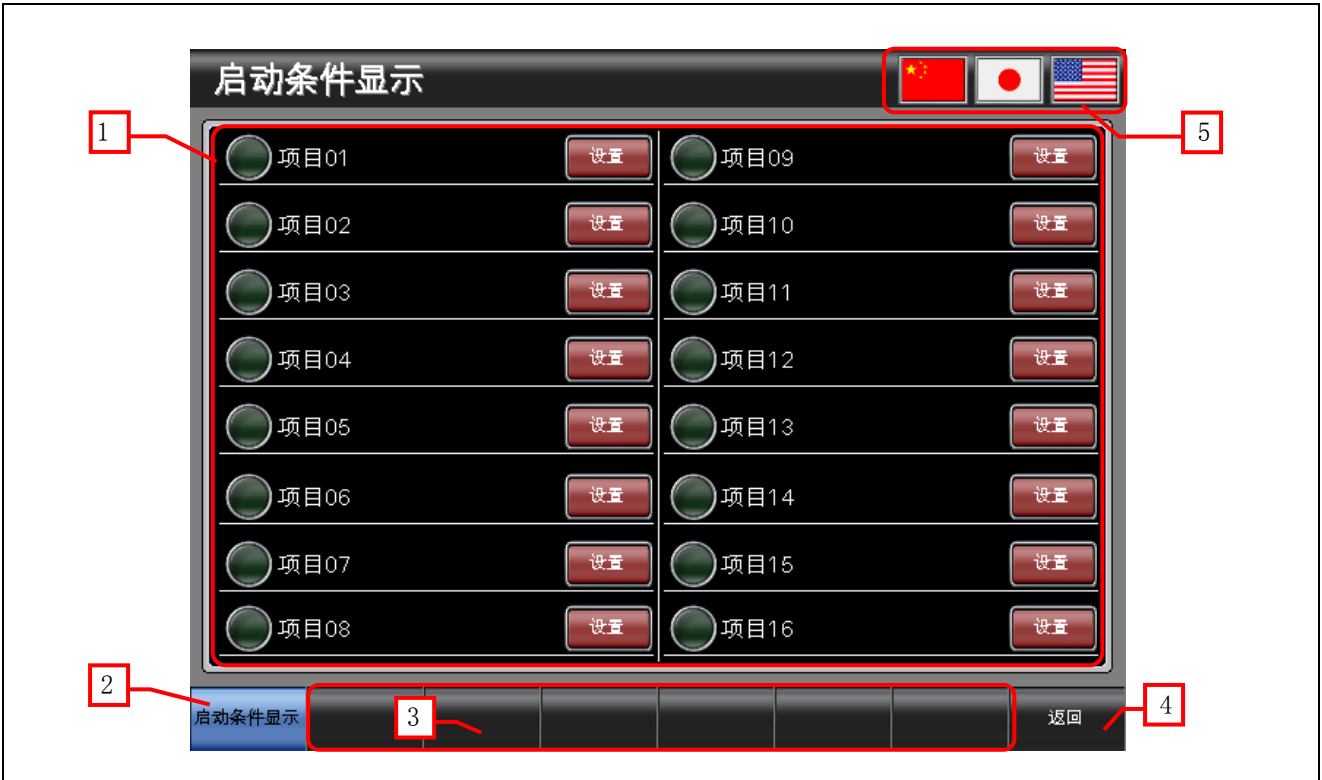 启动条件显示
1
5
项目01 设置 项目09 设置
项目02 设置 项目10 设置
项目03 设置 项目11 设置
项目04 设置 项目12 设置
项目05 设置 项目13 设置
项目06 设置 项目14 设置
项目07 设置 项目15 设置
项目08 设置 项目16 设置
2
启动条件显示 3 返回 4